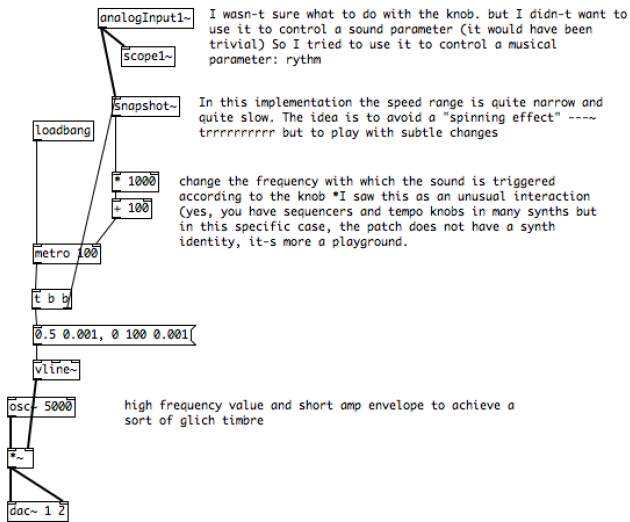 analogInput1~
I wasn-t sure what to do with the knob. but I didn-t want to
use it to control a sound parameter (it would have been
trivial) So I tried to use it to control a musical
parameter: rythm
scope1~
snapshot~
In this implementation the speed range is quite narrow and
quite slow. The idea is to avoid a "spinning effect" ---~
trrrrrrrrrr but to play with subtle changes
loadbang
* 1000
change the frequency with which the sound is triggered
according to the knob *I saw this as an unusual interaction
(yes, you have sequencers and tempo knobs in many synths but
in this specific case, the patch does not have a synth
identity, it-s more a playground.
+ 100
metro 100
t b b
0.5 0.001, 0 100 0.001
vline~
osc~ 5000
high frequency value and short amp envelope to achieve a
sort of glich timbre
*~
dac~ 1 2